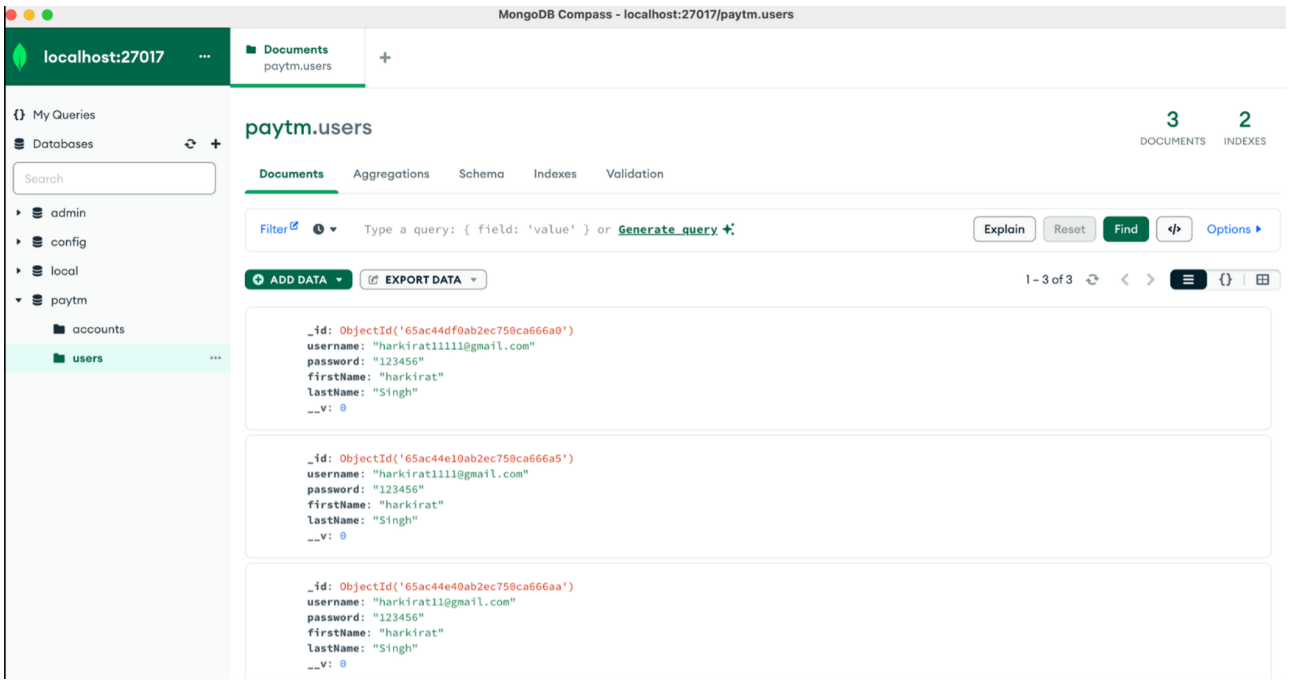 MongoDB Compass - localhost:27017/paytm.users
localhost:27017 ...
Documents
paytm.users
+
{} My Queries
Databases
+
Search
admin
config
local
paytm
accounts
users ...
paytm.users
3
DOCUMENTS
2
INDEXES
Documents Aggregations Schema Indexes Validation
Filter Type a query: { field: 'value' } or Generate query Explain Reset Find </> Options
ADD DATA EXPORT DATA 1 – 3 of 3 < > {}
_id: ObjectId('65ac44df0ab2ec750ca666a0')
username: "harkirat11111@gmail.com"
password: "123456"
firstName: "harkirat"
lastName: "Singh"
__v: 0
_id: ObjectId('65ac44e10ab2ec750ca666a5')
username: "harkirat1111@gmail.com"
password: "123456"
firstName: "harkirat"
lastName: "Singh"
__v: 0
_id: ObjectId('65ac44e40ab2ec750ca666aa')
username: "harkirat11@gmail.com"
password: "123456"
firstName: "harkirat"
lastName: "Singh"
__v: 0